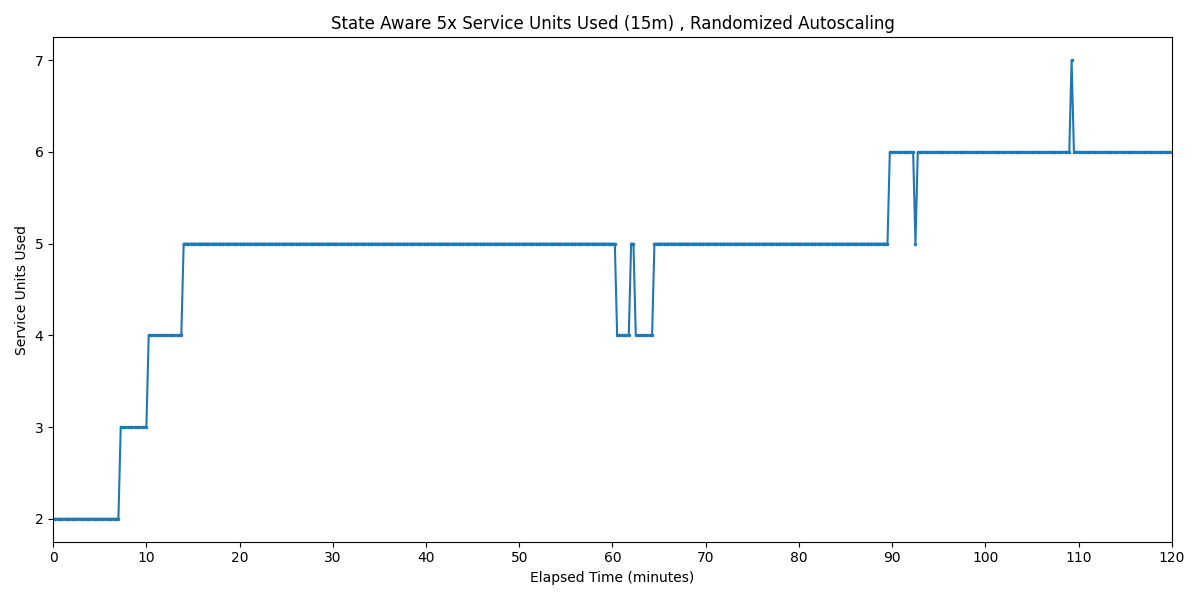 State Aware 5x Service Units Used (15m) , Randomized Autoscaling
7
6
5
4
3
2
Service Units Used
0 10 20 30 40 50 60 70 80 90 100 110 120
Elapsed Time (minutes)